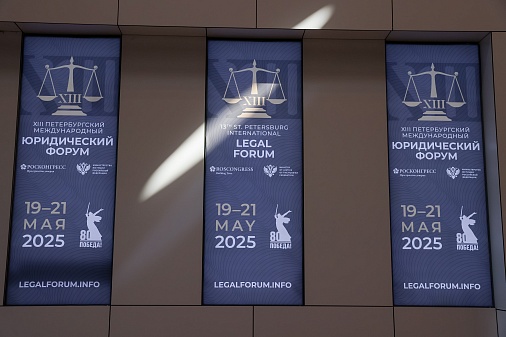 XIII
XIII ПЕТЕРБУРГСКИЙ
МЕЖДУНАРОДНЫЙ
ЮРИДИЧЕСКИЙ
ФОРУМ
РОСКОНГРЕСС
19–21
МАЯ
2025
80
ПОБЕДА!
LEGALFORUM.INFO
XIII
13TH ST. PETERSBURG
INTERNATIONAL
LEGAL
FORUM
ROSCONGRESS
19–21
MAY
2025
80
ПОБЕДА!
LEGALFORUM.INFO
XIII
XIII ПЕТЕРБУРГСКИЙ
МЕЖДУНАРОДНЫЙ
ЮРИДИЧЕСКИЙ
ФОРУМ
РОСКОНГРЕСС
19–21
МАЯ
2025
80
ПОБЕДА!
LEGALFORUM.INFO